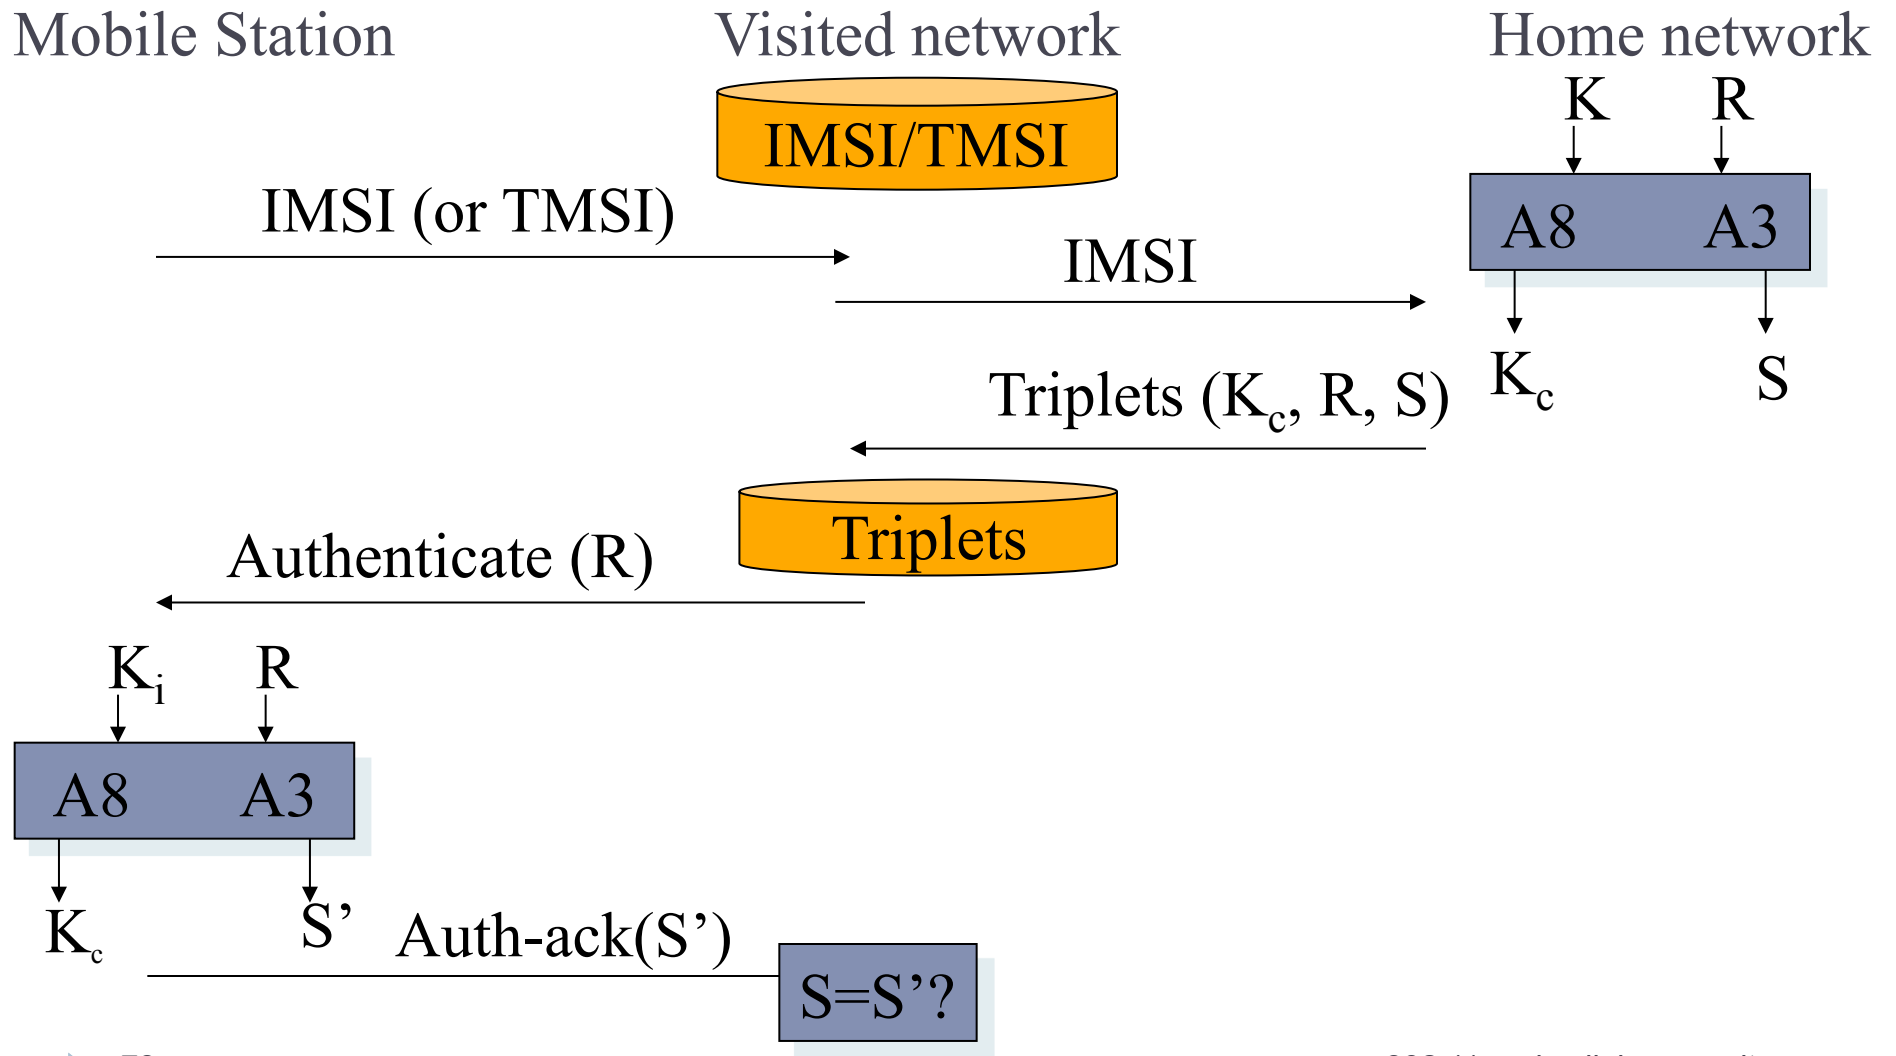 Mobile Station
Visited network
Home network
K R
IMSI/TMSI
IMSI (or TMSI)
A8 A3
IMSI
Kc S
Triplets (Kc, R, S)
Triplets
Authenticate (R)
Ki R
A8 A3
Kc S’
Auth-ack(S’)
S=S’?